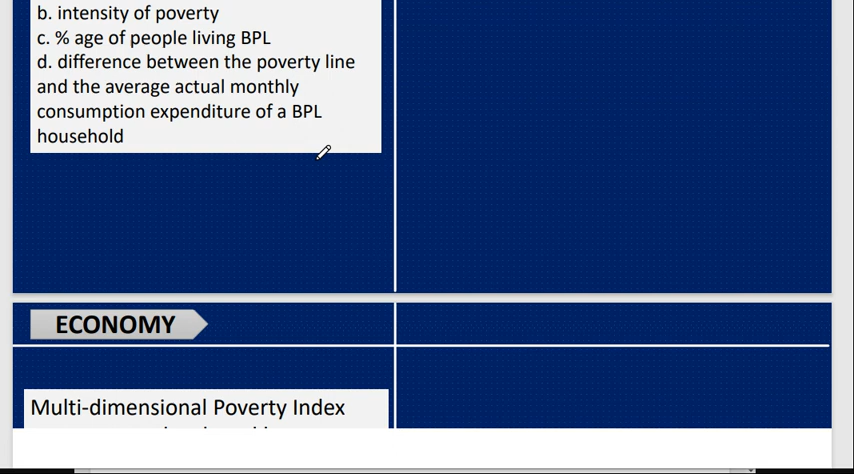 b. intensity of poverty
c. % age of people living BPL
d. difference between the poverty line
and the average actual monthly
consumption expenditure of a BPL
household
ECONOMY
Multi-dimensional Poverty Index